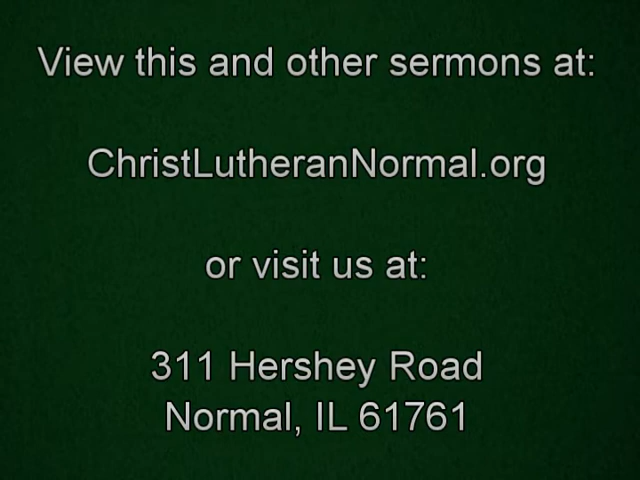 View this and other sermons at:
ChristLutheranNormal.org
or visit us at:
311 Hershey Road
Normal, IL 61761